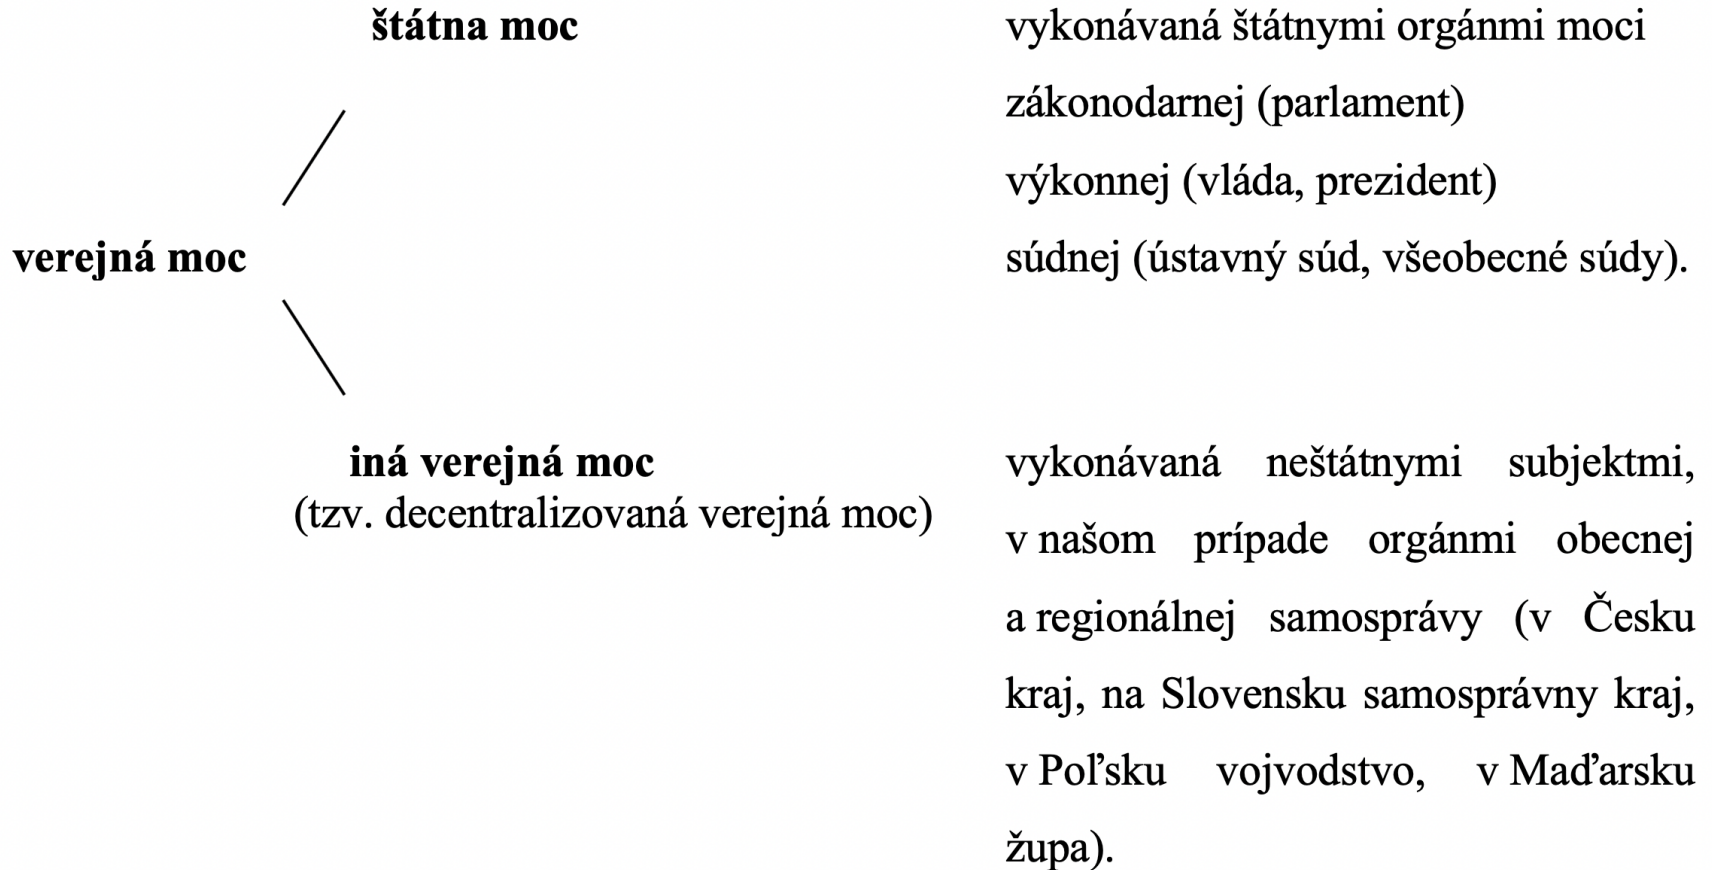 štátna moc
vykonávaná štátnymi orgánmi moci
zákonodarnej (parlament)
výkonnej (vláda, prezident)
verejná moc
súdnej (ústavný súd, všeobecné súdy).
iná verejná moc
(tzv. decentralizovaná verejná moc)
vykonávaná neštátnymi subjektmi,
v našom prípade orgánmi obecnej
a regionálnej samosprávy (v Česku
kraj, na Slovensku samosprávny kraj,
v Poľsku vojvodstvo, v Maďarsku
župa).